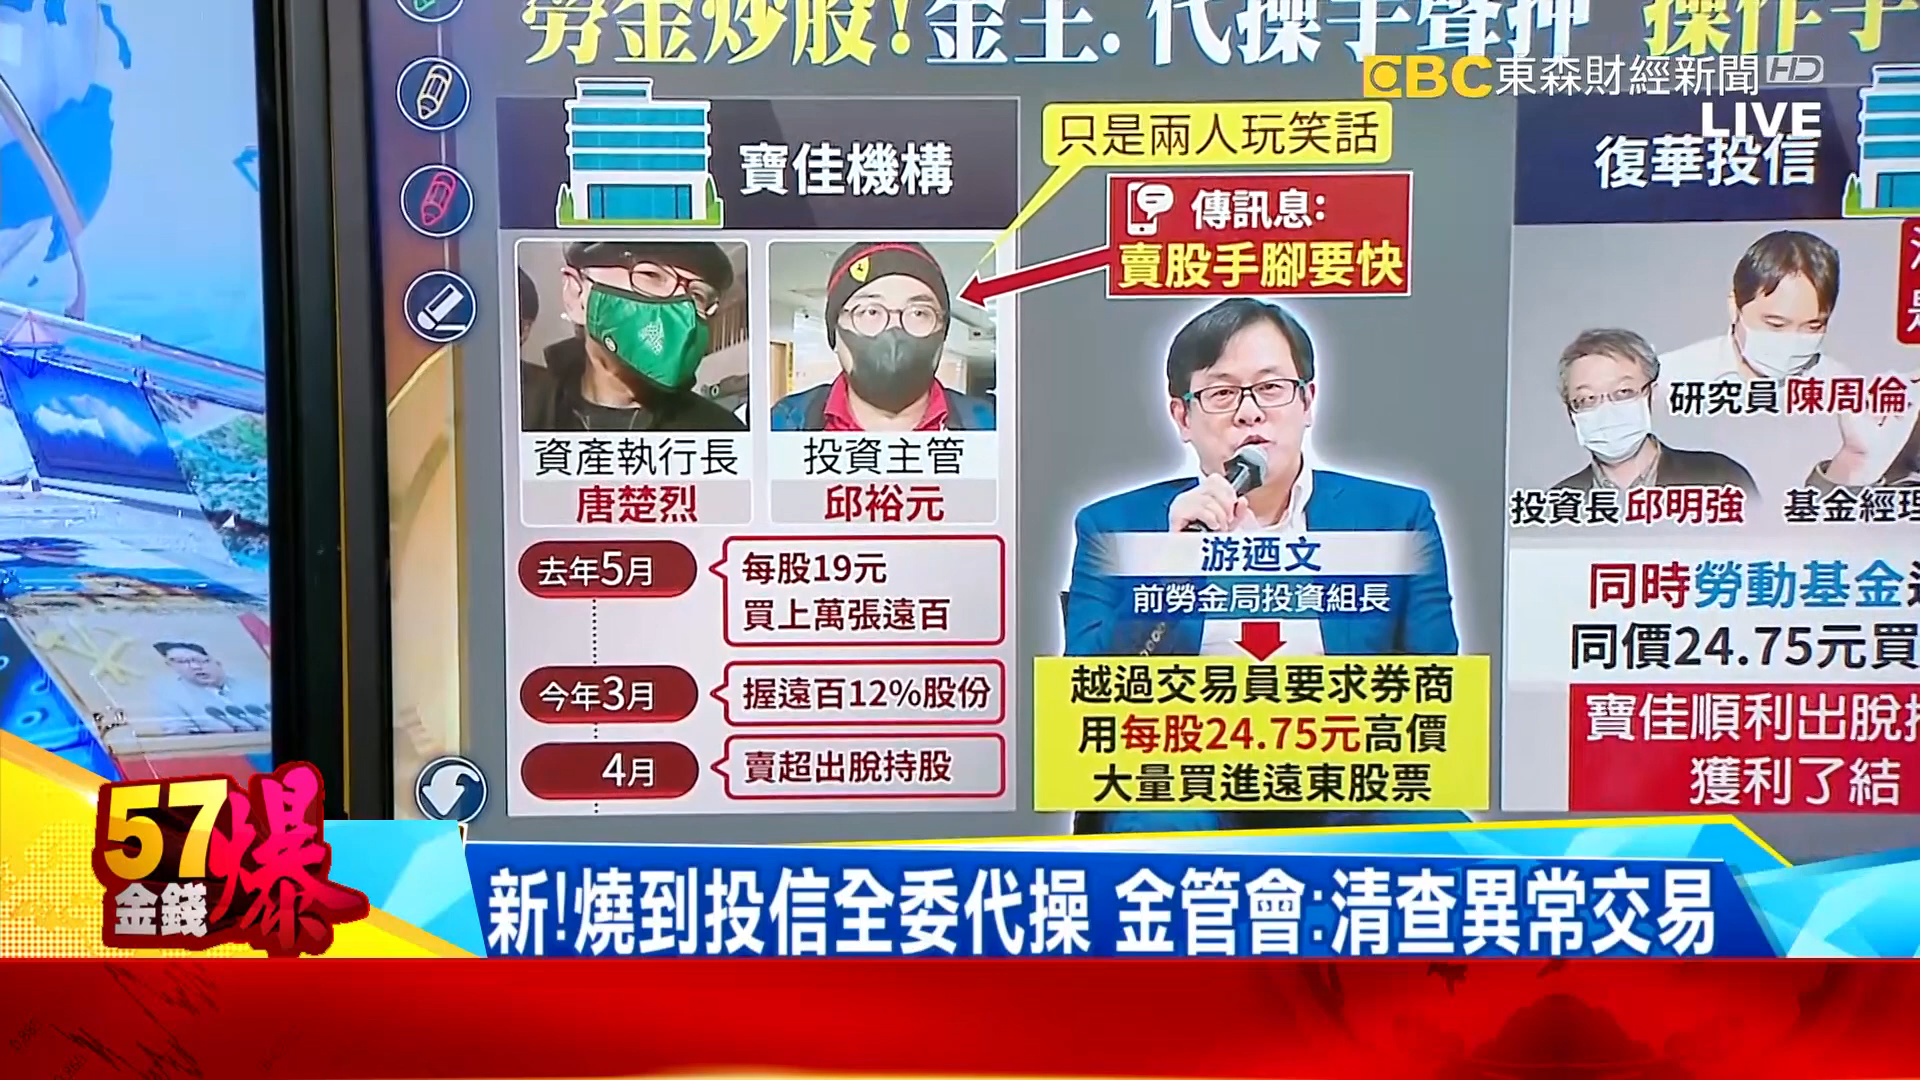 勞金炒股!金主.代操手聲押 操作手
EBC東森財經新聞HD
LIVE
寶佳機構
只是兩人玩笑話
傳訊息:
賣股手腳要快
資產執行長
唐楚烈
投資主管
邱裕元
去年5月
每股19元
買上萬張遠百
今年3月
握遠百12%股份
4月
賣超出脫持股
游迺文
前勞金局投資組長
越過交易員要求券商
用每股24.75元高價
大量買進遠東股票
復華投信
研究員陳周倫
投資長邱明強
基金經理
同時勞動基金
同價24.75元買
寶佳順利出脫
獲利了結
57金錢爆
新!燒到投信全委代操 金管會:清查異常交易